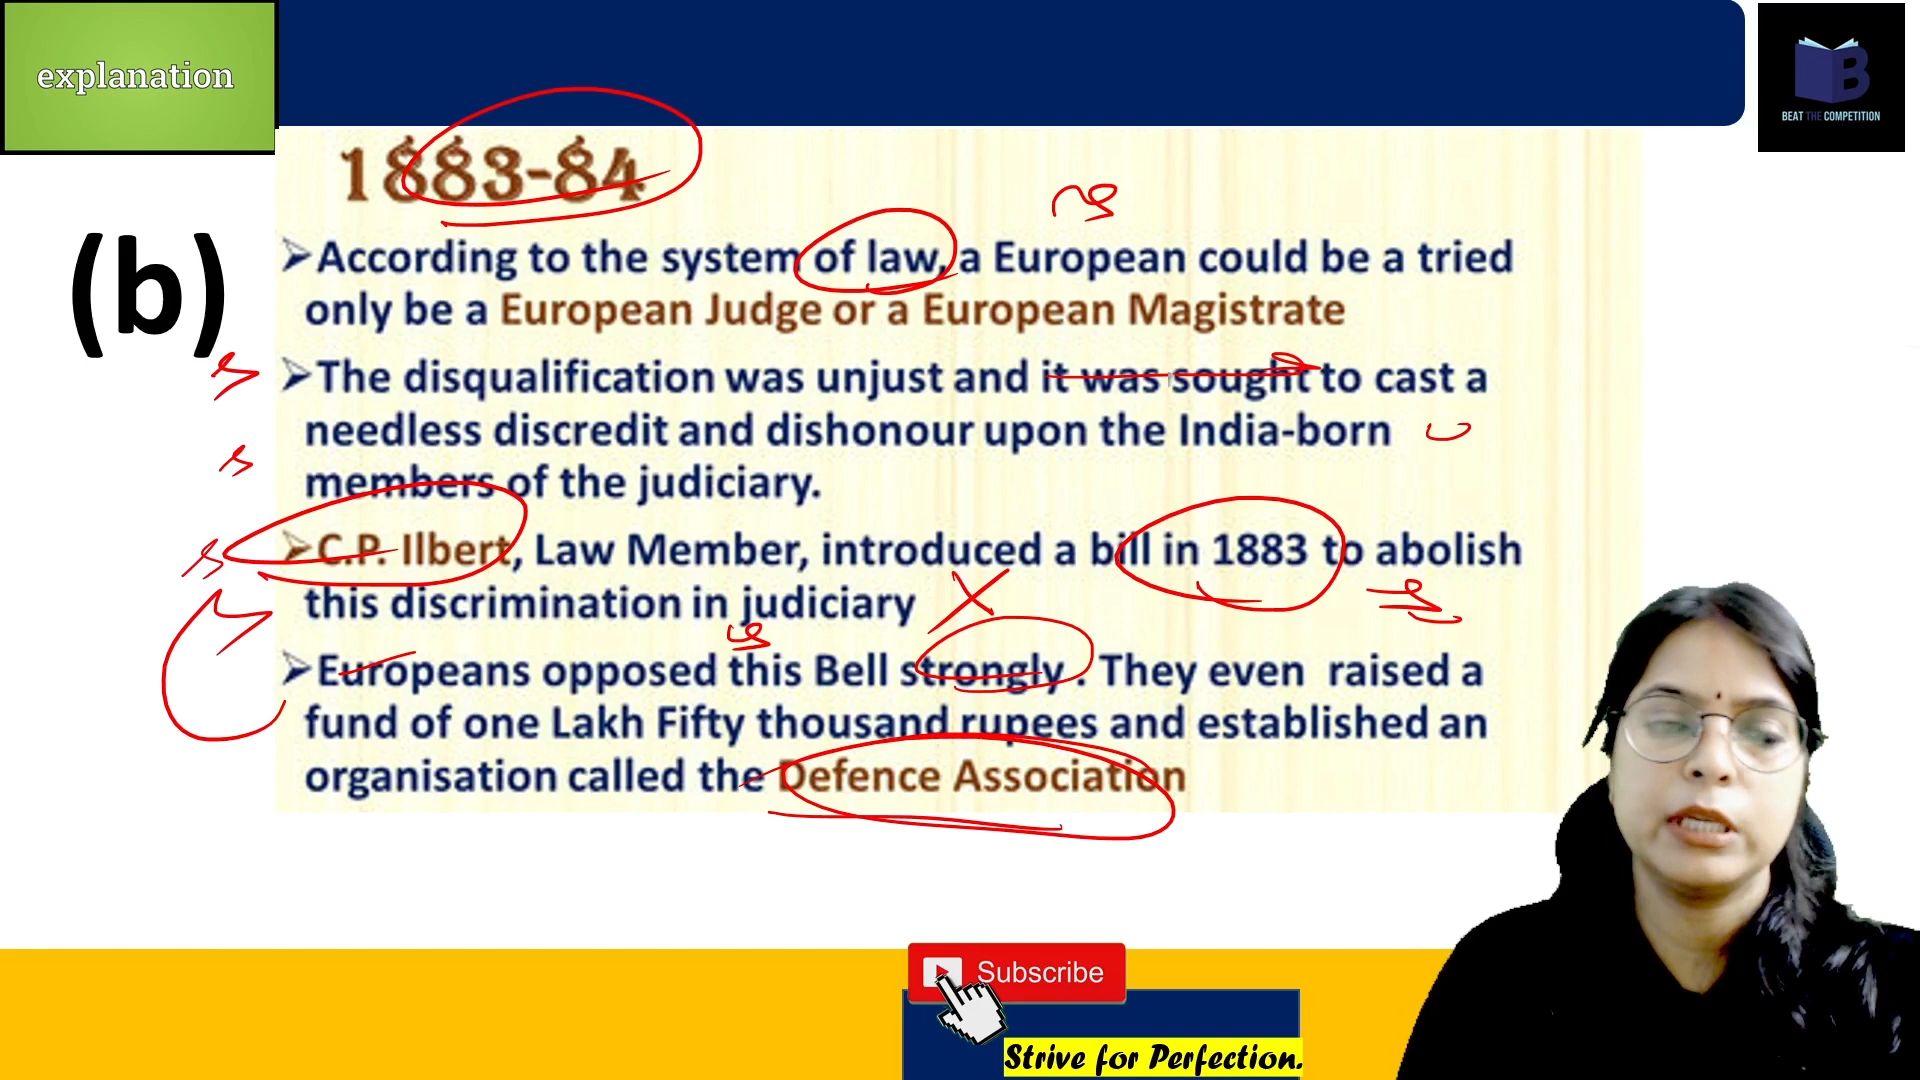 explanation
BEAT THE COMPETITION
1883-84
(b)
➢According to the system of law, a European could be a tried
only be a European Judge or a European Magistrate
➢The disqualification was unjust and it was sought to cast a
needless discredit and dishonour upon the India-born
members of the judiciary.
➢C.P. Ilbert, Law Member, introduced a bill in 1883 to abolish
this discrimination in judiciary
➢Europeans opposed this Bell strongly . They even raised a
fund of one Lakh Fifty thousand rupees and established an
organisation called the Defence Association
Subscribe
Strive for Perfection.